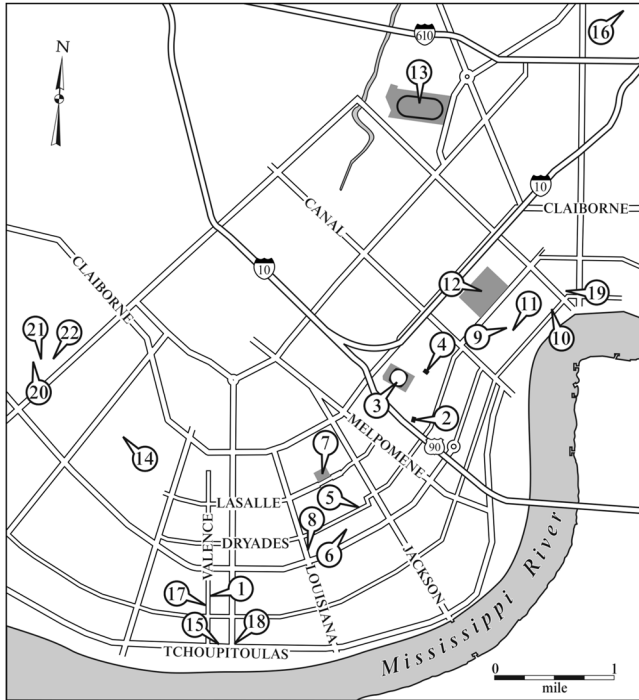 16
610
13
N
CANAL
10
CLAIBORNE
10
CLAIBORNE
12
11
19
21
22
4
9
10
20
3
2
MELPOMENE
90
14
7
LASALLE
5
8
DRYADES
6
VALENCE
LOUISIANA
JACKSON
17
1
15
18
TCHOUPITOULAS
Mississippi River
0
1
mile